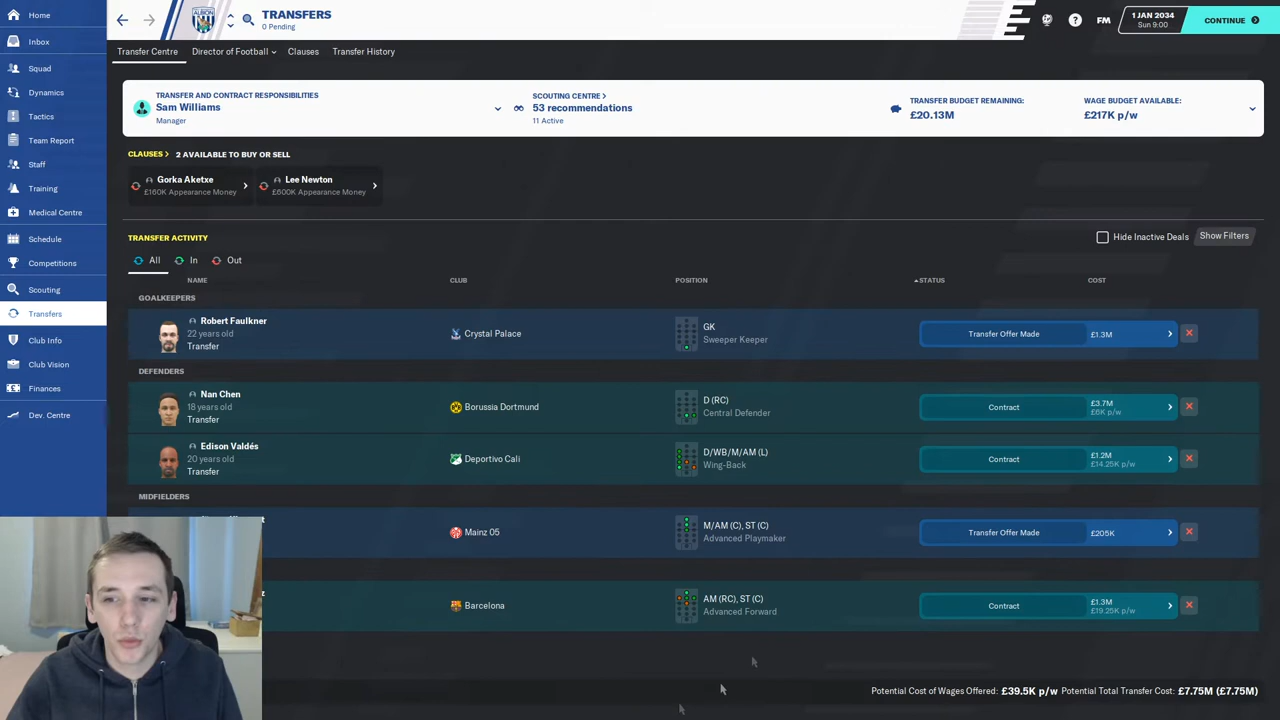 TRANSFERS
0 Pending
1 JAN 2034
Sun 9:00
FM
CONTINUE
Home
Inbox
Squad
Dynamics
Tactics
Team Report
Staff
Training
Medical Centre
Schedule
Competitions
Scouting
Transfers
Club Info
Club Vision
Finances
Dev. Centre
Transfer Centre
Director of Football
Clauses
Transfer History
TRANSFER AND CONTRACT RESPONSIBILITIES
Sam Williams
Manager
SCOUTING CENTRE >
53 recommendations
11 Active
TRANSFER BUDGET REMAINING:
£20.13M
WAGE BUDGET AVAILABLE:
£217K p/w
CLAUSES > 2 AVAILABLE TO BUY OR SELL
Gorka Aketxe
£160K Appearance Money
Lee Newton
£600K Appearance Money
TRANSFER ACTIVITY
Hide Inactive Deals
Show Filters
All
In
Out
NAME
CLUB
POSITION
STATUS
COST
GOALKEEPERS
Robert Faulkner
22 years old
Transfer
Crystal Palace
GK
Sweeper Keeper
Transfer Offer Made
£1.3M
DEFENDERS
Nan Chen
18 years old
Transfer
Borussia Dortmund
D (RC)
Central Defender
Contract
£3.7M
£6K p/w
Edison Valdés
20 years old
Transfer
Deportivo Cali
D/WB/M/AM (L)
Wing-Back
Contract
£1.2M
£14.25K p/w
MIDFIELDERS
Mainz 05
M/AM (C), ST (C)
Advanced Playmaker
Transfer Offer Made
£205K
Barcelona
AM (RC), ST (C)
Advanced Forward
Contract
£1.3M
£19.25K p/w
Potential Cost of Wages Offered: £39.5K p/w Potential Total Transfer Cost: £7.75M (£7.75M)